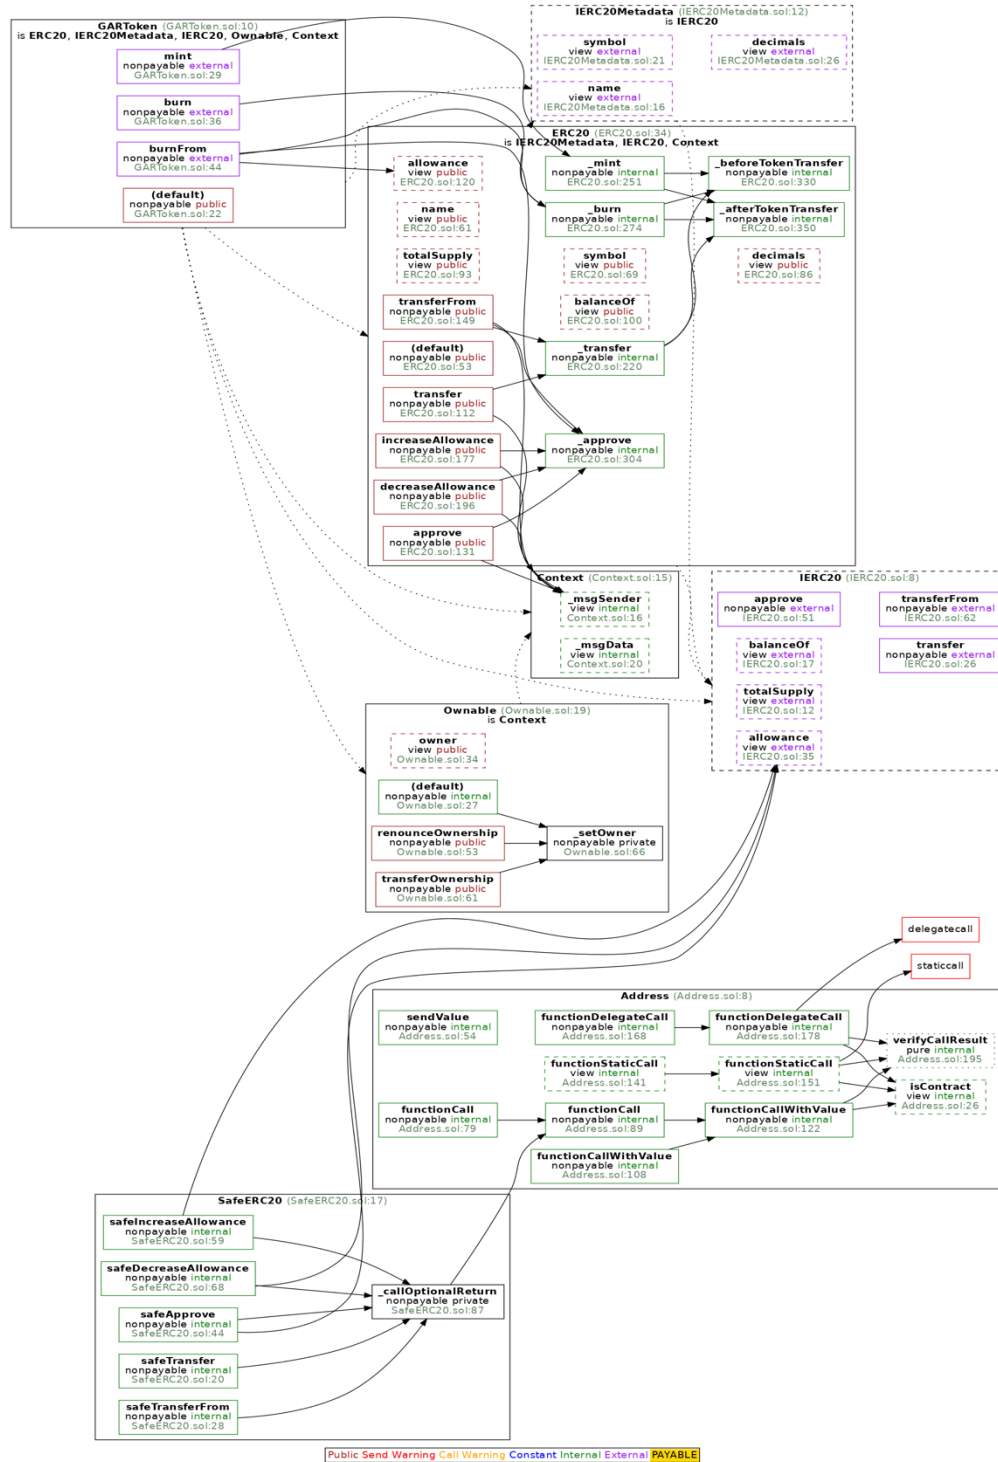 GARToken (GARToken.sol:10)
is ERC20, IERC20Metadata, IERC20, Ownable, Context
mint
nonpayable external
GARToken.sol:29
burn
nonpayable external
GARToken.sol:36
burnFrom
nonpayable external
GARToken.sol:44
(default)
nonpayable public
GARToken.sol:22
IERC20Metadata (IERC20Metadata.sol:12)
is IERC20
symbol
view external
IERC20Metadata.sol:21
decimals
view external
IERC20Metadata.sol:26
name
view external
IERC20Metadata.sol:16
ERC20 (ERC20.sol:34)
is IERC20Metadata, IERC20, Context
allowance
view public
ERC20.sol:120
_mint
nonpayable internal
ERC20.sol:251
_beforeTokenTransfer
nonpayable internal
ERC20.sol:330
name
view public
ERC20.sol:61
_burn
nonpayable internal
ERC20.sol:274
_afterTokenTransfer
nonpayable internal
ERC20.sol:350
totalSupply
view public
ERC20.sol:93
symbol
view public
ERC20.sol:69
decimals
view public
ERC20.sol:86
transferFrom
nonpayable public
ERC20.sol:149
balanceOf
view public
ERC20.sol:100
(default)
nonpayable public
ERC20.sol:53
_transfer
nonpayable internal
ERC20.sol:220
transfer
nonpayable public
ERC20.sol:112
increaseAllowance
nonpayable public
ERC20.sol:177
_approve
nonpayable internal
ERC20.sol:304
decreaseAllowance
nonpayable public
ERC20.sol:196
approve
nonpayable public
ERC20.sol:131
Context (Context.sol:15)
_msgSender
view internal
Context.sol:16
_msgData
view internal
Context.sol:20
IERC20 (IERC20.sol:8)
approve
nonpayable external
IERC20.sol:51
transferFrom
nonpayable external
IERC20.sol:62
balanceOf
view external
IERC20.sol:17
transfer
nonpayable external
IERC20.sol:26
totalSupply
view external
IERC20.sol:12
allowance
view external
IERC20.sol:35
Ownable (Ownable.sol:19)
is Context
owner
view public
Ownable.sol:34
(default)
nonpayable internal
Ownable.sol:27
renounceOwnership
nonpayable public
Ownable.sol:53
_setOwner
nonpayable private
Ownable.sol:66
transferOwnership
nonpayable public
Ownable.sol:61
delegatecall
staticcall
Address (Address.sol:8)
sendValue
nonpayable internal
Address.sol:54
functionDelegateCall
nonpayable internal
Address.sol:168
functionDelegateCall
nonpayable internal
Address.sol:178
verifyCallResult
pure internal
Address.sol:195
functionStaticCall
view internal
Address.sol:141
functionStaticCall
view internal
Address.sol:151
isContract
view internal
Address.sol:26
functionCall
nonpayable internal
Address.sol:79
functionCall
nonpayable internal
Address.sol:89
functionCallWithValue
nonpayable internal
Address.sol:122
functionCallWithValue
nonpayable internal
Address.sol:108
SafeERC20 (SafeERC20.sol:17)
safeIncreaseAllowance
nonpayable internal
SafeERC20.sol:59
safeDecreaseAllowance
nonpayable internal
SafeERC20.sol:68
_callOptionalReturn
nonpayable private
SafeERC20.sol:87
safeApprove
nonpayable internal
SafeERC20.sol:44
safeTransfer
nonpayable internal
SafeERC20.sol:20
safeTransferFrom
nonpayable internal
SafeERC20.sol:28
Public Send Warning Call Warning Constant Internal External PAYABLE